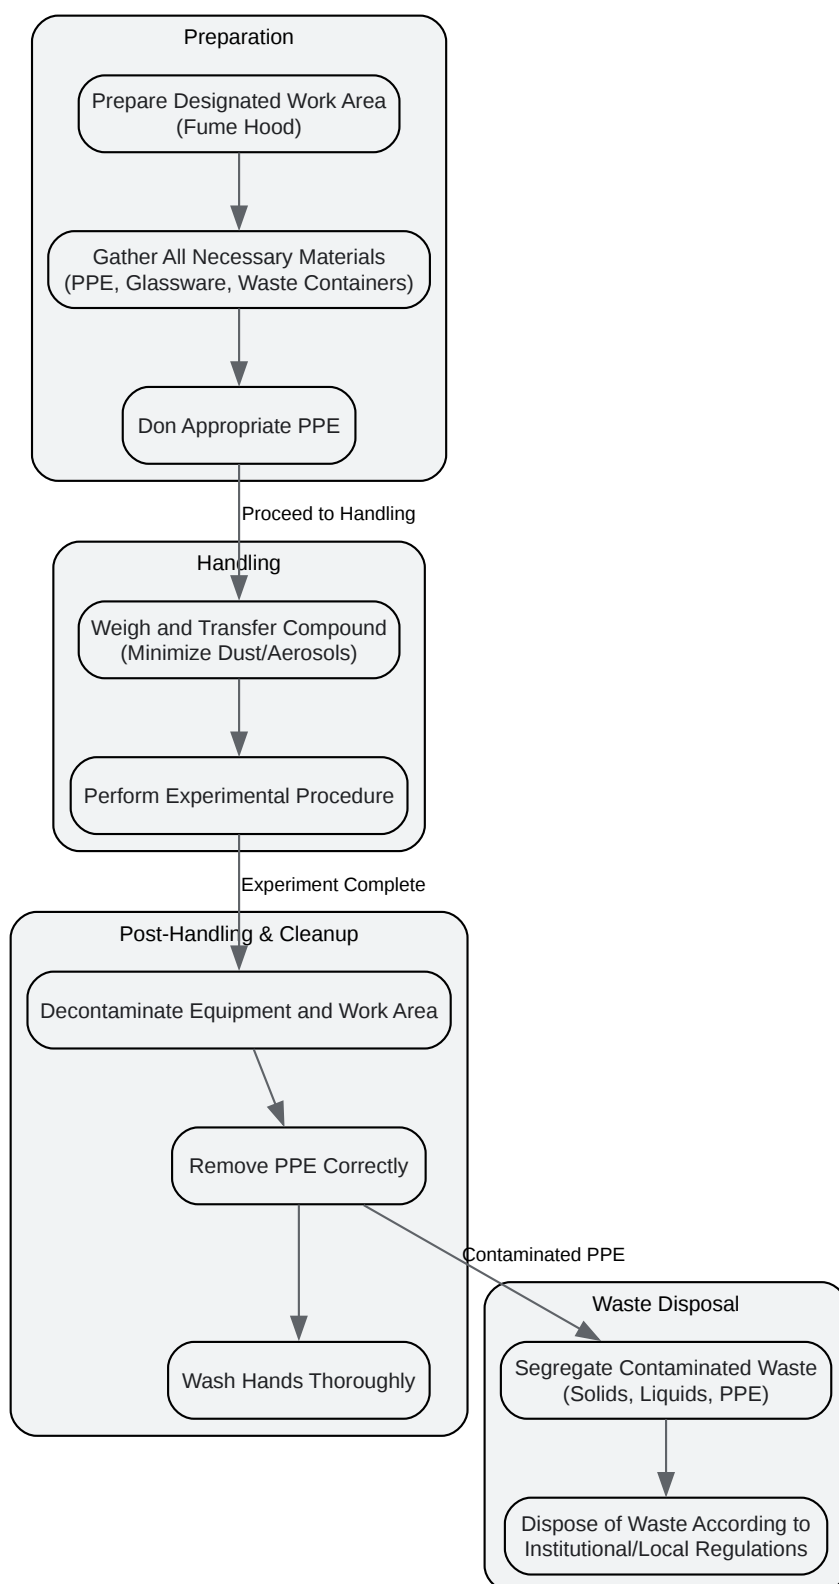 Preparation
Prepare Designated Work Area
(Fume Hood)
Gather All Necessary Materials
(PPE, Glassware, Waste Containers)
Don Appropriate PPE
Proceed to Handling
Handling
Weigh and Transfer Compound
(Minimize Dust/Aerosols)
Perform Experimental Procedure
Experiment Complete
Post-Handling & Cleanup
Decontaminate Equipment and Work Area
Remove PPE Correctly
Contaminated PPE
Wash Hands Thoroughly
Waste Disposal
Segregate Contaminated Waste
(Solids, Liquids, PPE)
Dispose of Waste According to
Institutional/Local Regulations